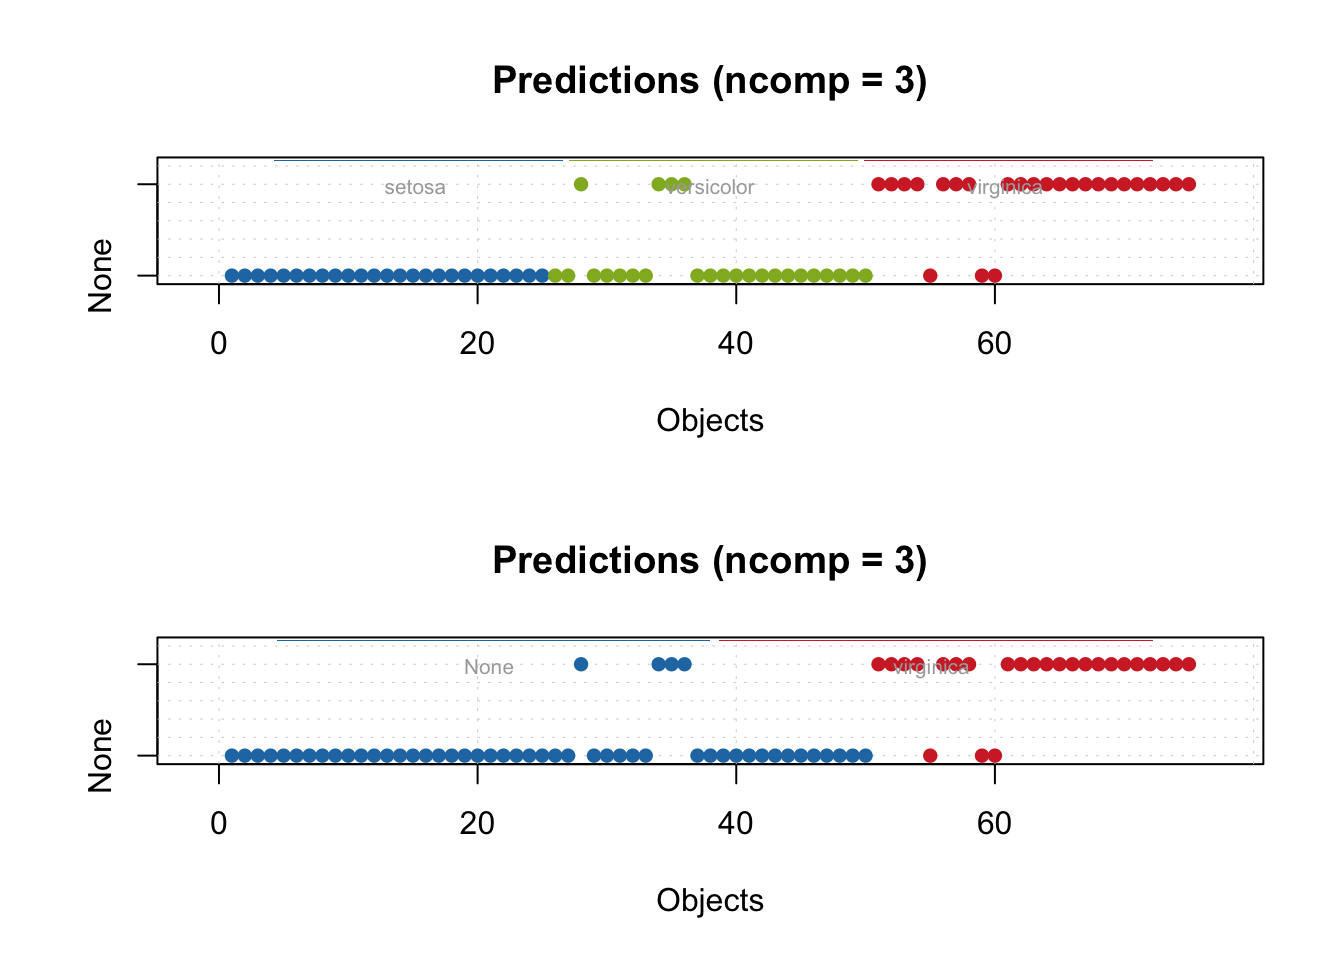 Predictions (ncomp = 3)
setosa versicolor virginica
None
0 20 40 60
Objects
Predictions (ncomp = 3)
None virginica
None
0 20 40 60
Objects